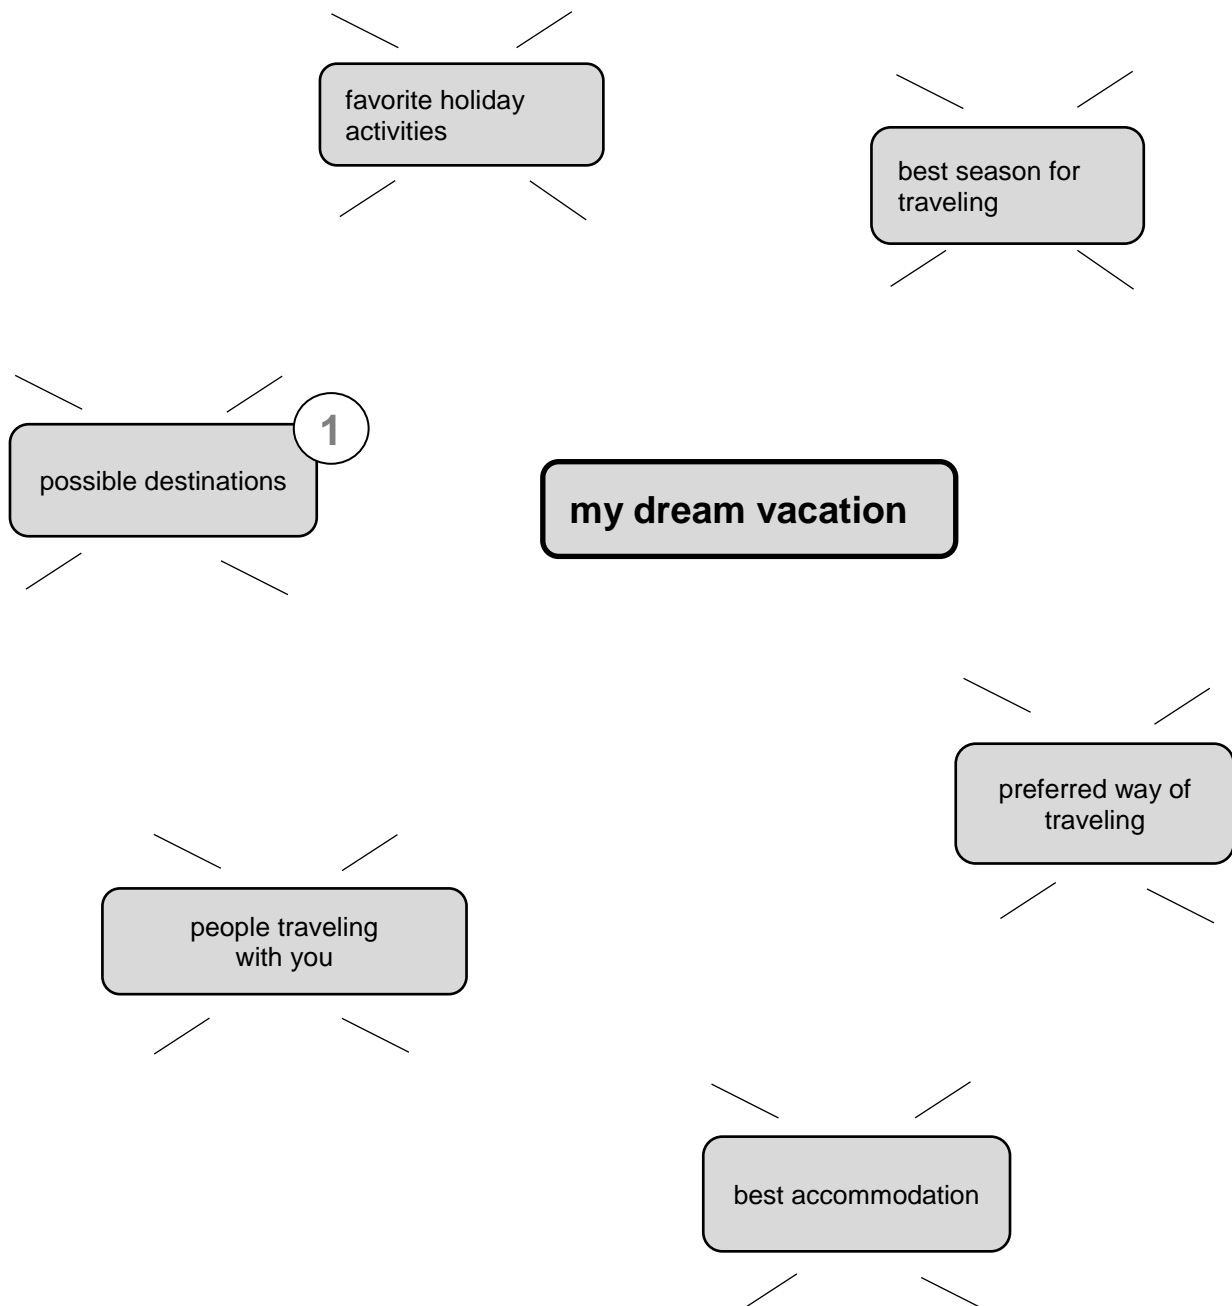 favorite holiday
activities
best season for
traveling
1
possible destinations
my dream vacation
preferred way of
traveling
people traveling
with you
best accommodation